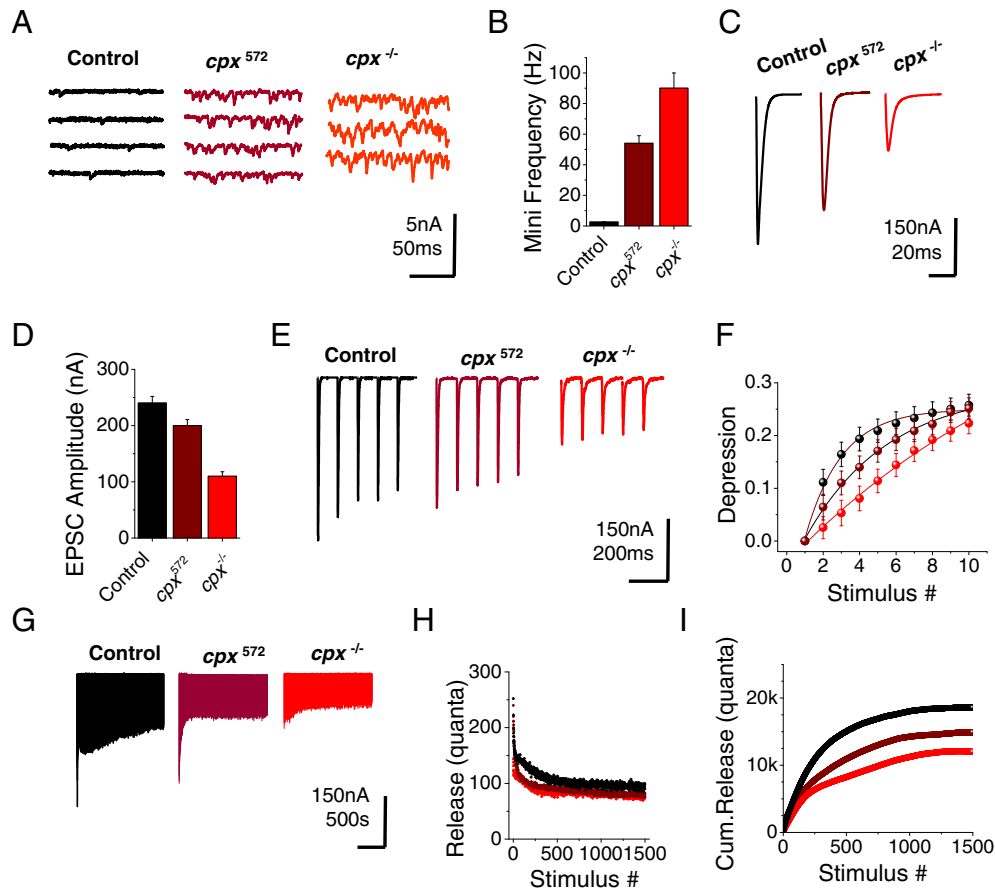 A
Control
cpx 572
cpx -/-
5nA
50ms
B
Mini Frequency (Hz)
100
80
60
40
20
0
Control
cpx572
cpx-/-
C
Control
cpx 572
cpx -/-
150nA
20ms
D
EPSC Amplitude (nA)
300
200
100
0
Control
cpx572
cpx-/-
E
Control
cpx 572
cpx -/-
150nA
200ms
F
Depression
0.3
0.2
0.1
0.0
0 2 4 6 8 10
Stimulus #
G
Control
cpx 572
cpx -/-
150nA
500s
H
Release (quanta)
300
200
100
0
0 500 1000 1500
Stimulus #
I
Cum.Release (quanta)
20k
10k
0
0 500 1000 1500
Stimulus #